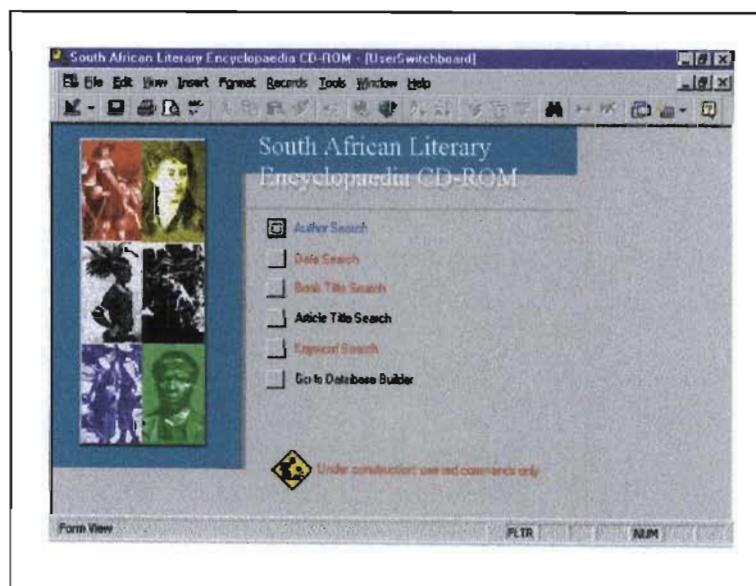 South African Literary Encyclopaedia CD-ROM - [UserSwitchboard]
File Edit View Insert Format Records Tools Window Help
South African Literary
Encyclopaedia CD-ROM
Author Search
Date Search
Book Title Search
Article Title Search
Keyword Search
Go to Database Builder
Under construction: use red commands only
Form View FLTR NUM